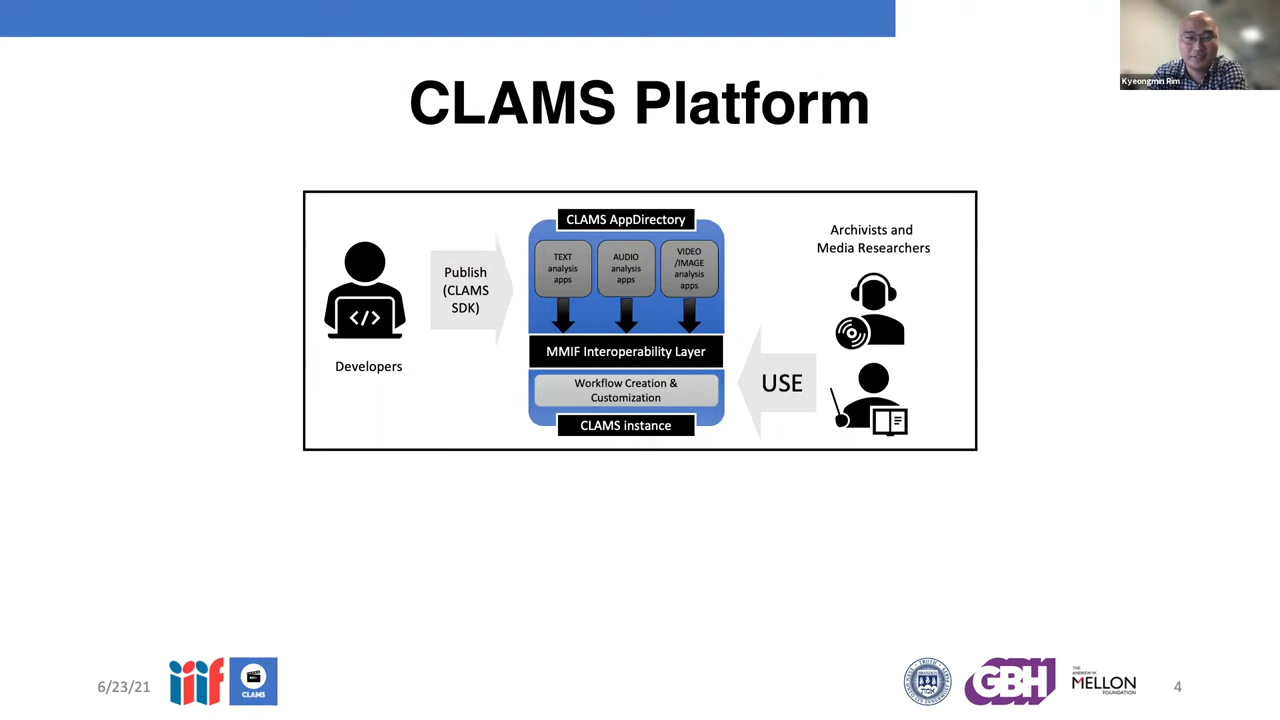 Kyeongmin Rim
CLAMS Platform
CLAMS AppDirectory
TEXT
analysis
apps
AUDIO
analysis
apps
VIDEO
/IMAGE
analysis
apps
Publish
(CLAMS
SDK)
Developers
MMIF Interoperability Layer
Workflow Creation &
Customization
CLAMS instance
Archivists and
Media Researchers
USE
6/23/21
iiif
CLAMS
GBH
THE
ANDREW W.
MELLON
FOUNDATION
4